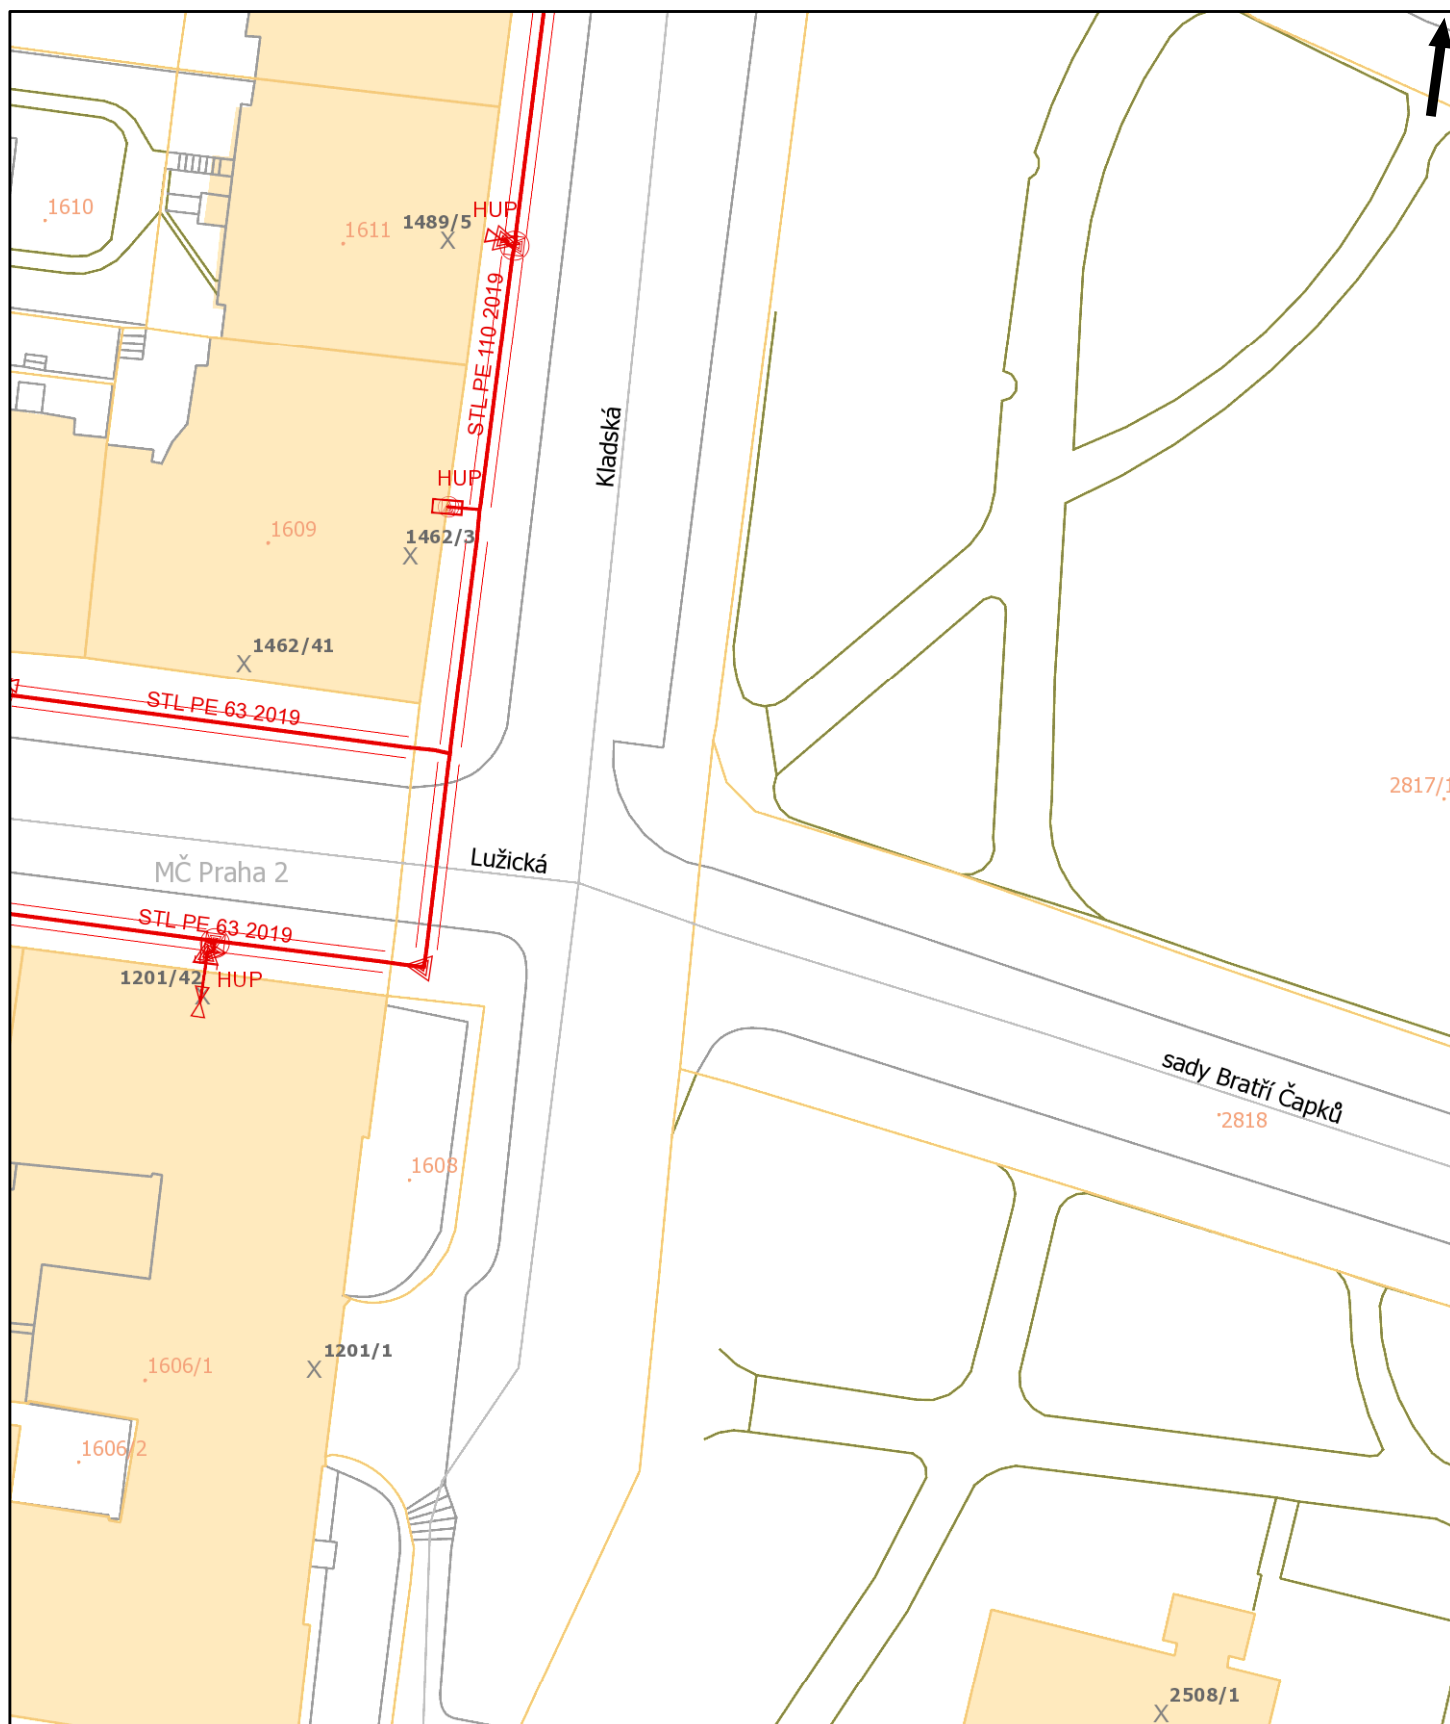 1610
1611
1489/5
HUP
STL PE 110 2019
Kladská
HUP
1609
1462/3
1462/41
STL PE 63 2019
2817/1
MČ Praha 2
Lužická
STL PE 63 2019
1201/42
HUP
sady Bratří Čapků
2818
1608
1201/1
1606/1
1606/2
2508/1